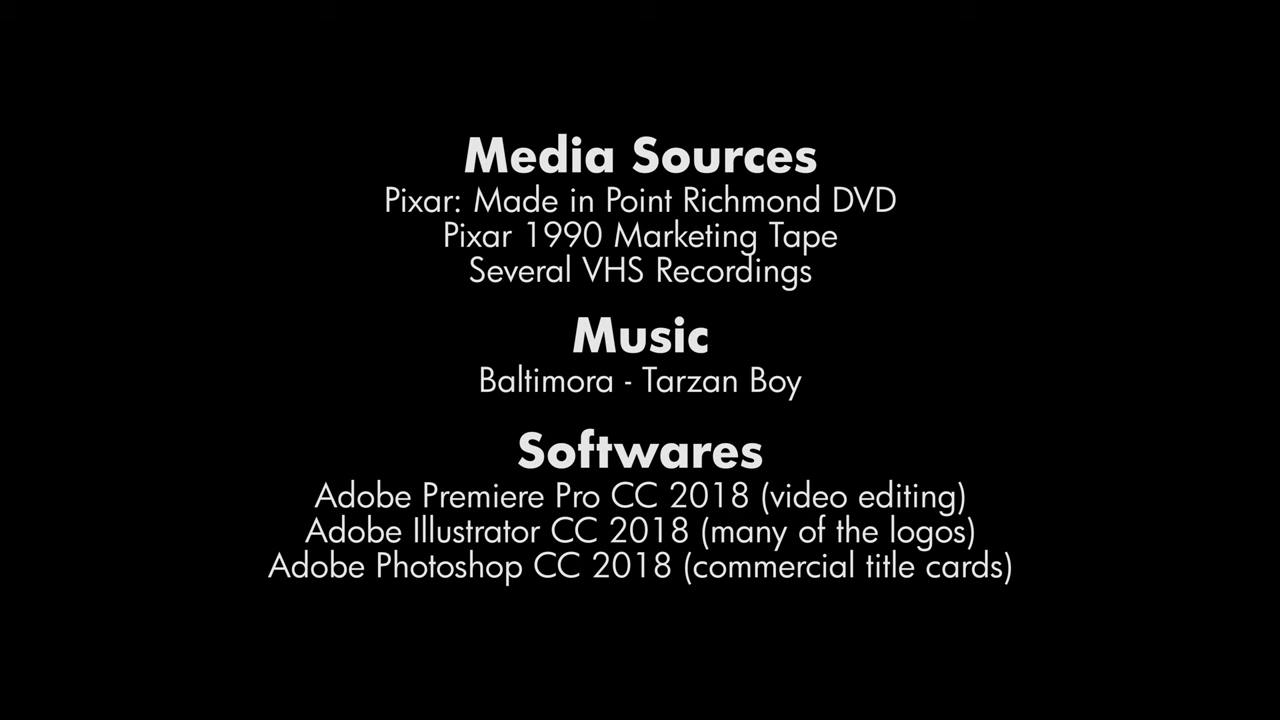 Media Sources
Pixar: Made in Point Richmond DVD
Pixar 1990 Marketing Tape
Several VHS Recordings
Music
Baltimora - Tarzan Boy
Softwares
Adobe Premiere Pro CC 2018 (video editing)
Adobe Illustrator CC 2018 (many of the logos)
Adobe Photoshop CC 2018 (commercial title cards)